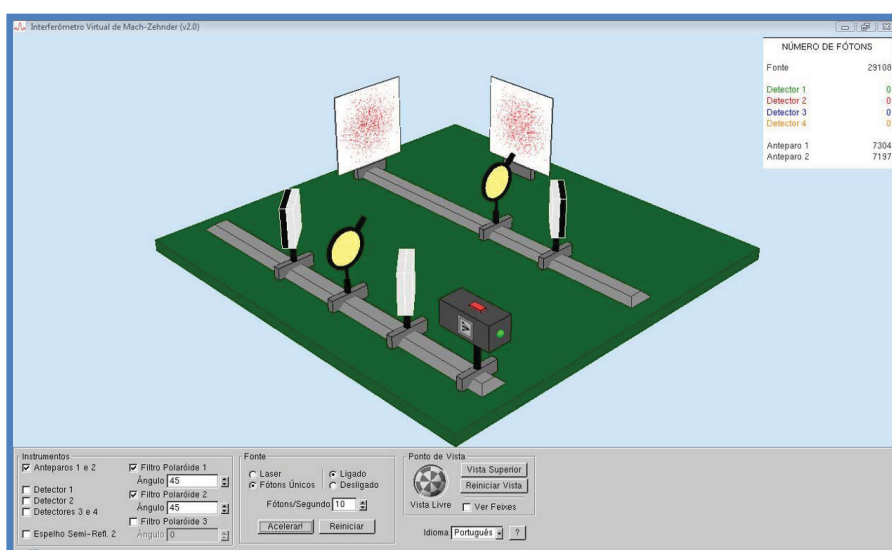 Interferômetro Virtual de Mach-Zehnder (v2.0)
NÚMERO DE FÓTONS
Fonte 29108
Detector 1 0
Detector 2 0
Detector 3 0
Detector 4 0
Anteparo 1 7304
Anteparo 2 7197
Instrumentos
Anteparos 1 e 2
Detector 1
Detector 2
Detectores 3 e 4
Espelho Semi-Refl. 2
Filtro Polaróide 1
Ângulo 45
Filtro Polaróide 2
Ângulo 45
Filtro Polaróide 3
Ângulo 0
Fonte
Laser
Fótons Únicos
Ligado
Desligado
Fótons/Segundo 10
Acelerar!
Reiniciar
Ponto de Vista
Vista Livre
Vista Superior
Reiniciar Vista
Ver Feixes
Idioma Português ?